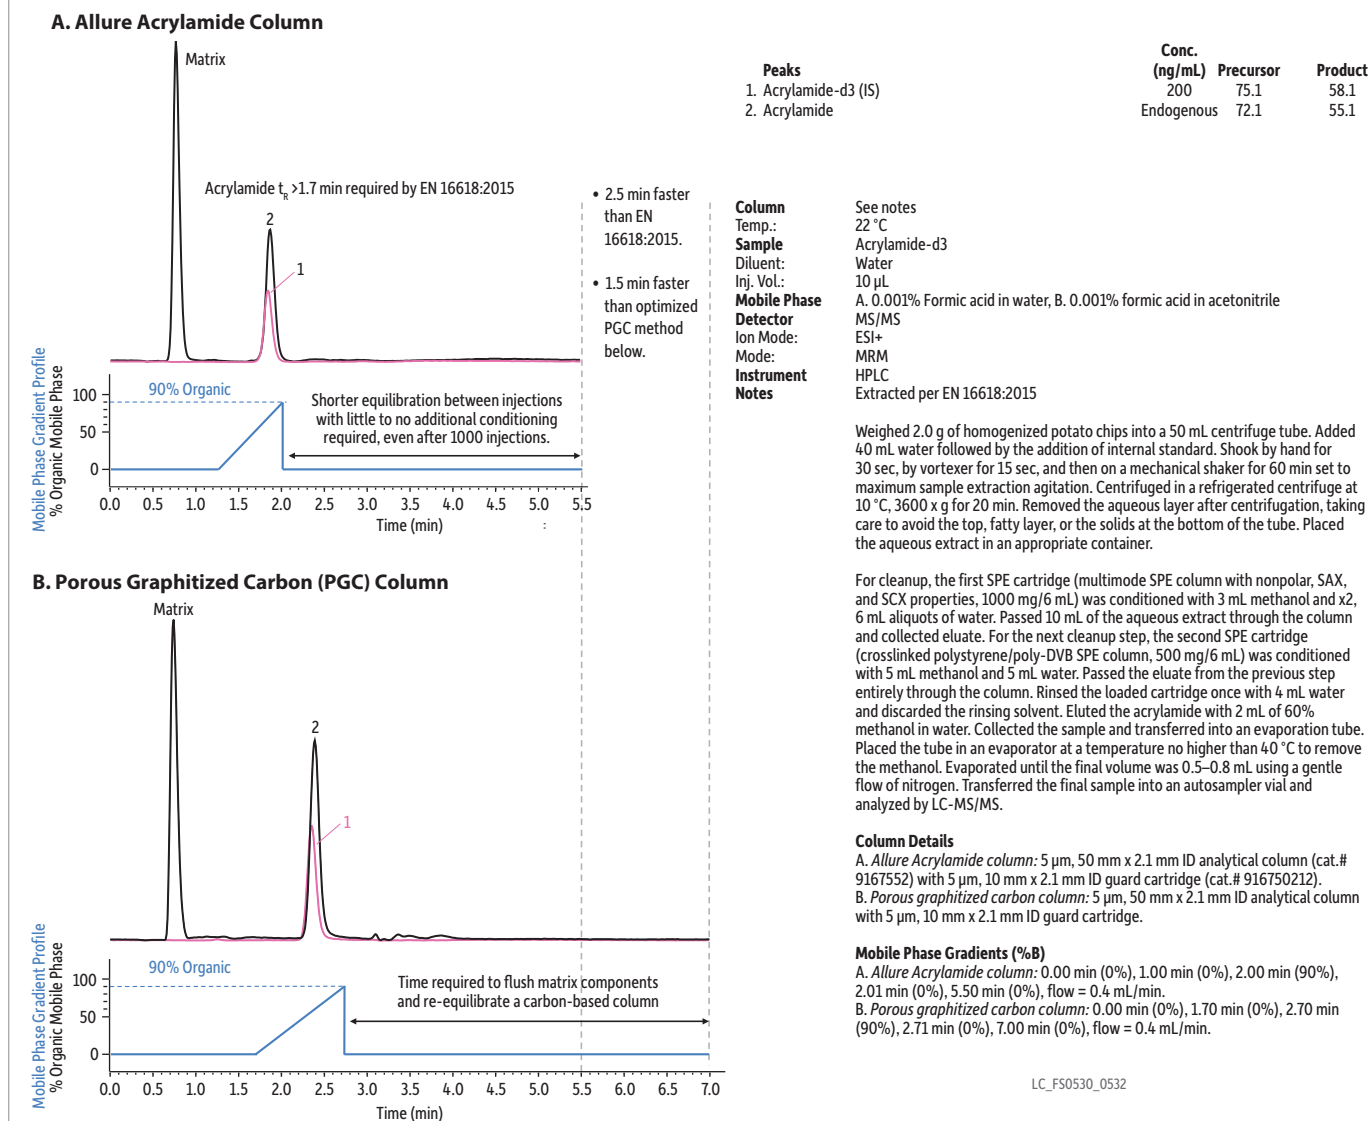 A. Allure Acrylamide Column
Matrix
Acrylamide tR >1.7 min required by EN 16618:2015
2
1
• 2.5 min faster
than EN
16618:2015.
• 1.5 min faster
than optimized
PGC method
below.
Mobile Phase Gradient Profile
% Organic Mobile Phase
100
50
0
90% Organic
Shorter equilibration between injections
with little to no additional conditioning
required, even after 1000 injections.
0.0 0.5 1.0 1.5 2.0 2.5 3.0 3.5 4.0 4.5 5.0 5.5
Time (min)
:
B. Porous Graphitized Carbon (PGC) Column
Matrix
2
1
Mobile Phase Gradient Profile
% Organic Mobile Phase
100
50
0
90% Organic
Time required to flush matrix components
and re-equilibrate a carbon-based column
0.0 0.5 1.0 1.5 2.0 2.5 3.0 3.5 4.0 4.5 5.0 5.5 6.0 6.5 7.0
Time (min)
Conc.
Peaks (ng/mL) Precursor Product
1. Acrylamide-d3 (IS) 200 75.1 58.1
2. Acrylamide Endogenous 72.1 55.1
Column See notes
Temp.: 22 °C
Sample Acrylamide-d3
Diluent: Water
Inj. Vol.: 10 µL
Mobile Phase A. 0.001% Formic acid in water, B. 0.001% formic acid in acetonitrile
Detector MS/MS
Ion Mode: ESI+
Mode: MRM
Instrument HPLC
Notes Extracted per EN 16618:2015
Weighed 2.0 g of homogenized potato chips into a 50 mL centrifuge tube. Added
40 mL water followed by the addition of internal standard. Shook by hand for
30 sec, by vortexer for 15 sec, and then on a mechanical shaker for 60 min set to
maximum sample extraction agitation. Centrifuged in a refrigerated centrifuge at
10 °C, 3600 x g for 20 min. Removed the aqueous layer after centrifugation, taking
care to avoid the top, fatty layer, or the solids at the bottom of the tube. Placed
the aqueous extract in an appropriate container.
For cleanup, the first SPE cartridge (multimode SPE column with nonpolar, SAX,
and SCX properties, 1000 mg/6 mL) was conditioned with 3 mL methanol and x2,
6 mL aliquots of water. Passed 10 mL of the aqueous extract through the column
and collected eluate. For the next cleanup step, the second SPE cartridge
(crosslinked polystyrene/poly-DVB SPE column, 500 mg/6 mL) was conditioned
with 5 mL methanol and 5 mL water. Passed the eluate from the previous step
entirely through the column. Rinsed the loaded cartridge once with 4 mL water
and discarded the rinsing solvent. Eluted the acrylamide with 2 mL of 60%
methanol in water. Collected the sample and transferred into an evaporation tube.
Placed the tube in an evaporator at a temperature no higher than 40 °C to remove
the methanol. Evaporated until the final volume was 0.5–0.8 mL using a gentle
flow of nitrogen. Transferred the final sample into an autosampler vial and
analyzed by LC-MS/MS.
Column Details
A. Allure Acrylamide column: 5 µm, 50 mm x 2.1 mm ID analytical column (cat.#
9167552) with 5 µm, 10 mm x 2.1 mm ID guard cartridge (cat.# 916750212).
B. Porous graphitized carbon column: 5 µm, 50 mm x 2.1 mm ID analytical column
with 5 µm, 10 mm x 2.1 mm ID guard cartridge.
Mobile Phase Gradients (%B)
A. Allure Acrylamide column: 0.00 min (0%), 1.00 min (0%), 2.00 min (90%),
2.01 min (0%), 5.50 min (0%), flow = 0.4 mL/min.
B. Porous graphitized carbon column: 0.00 min (0%), 1.70 min (0%), 2.70 min
(90%), 2.71 min (0%), 7.00 min (0%), flow = 0.4 mL/min.
LC_FS0530_0532